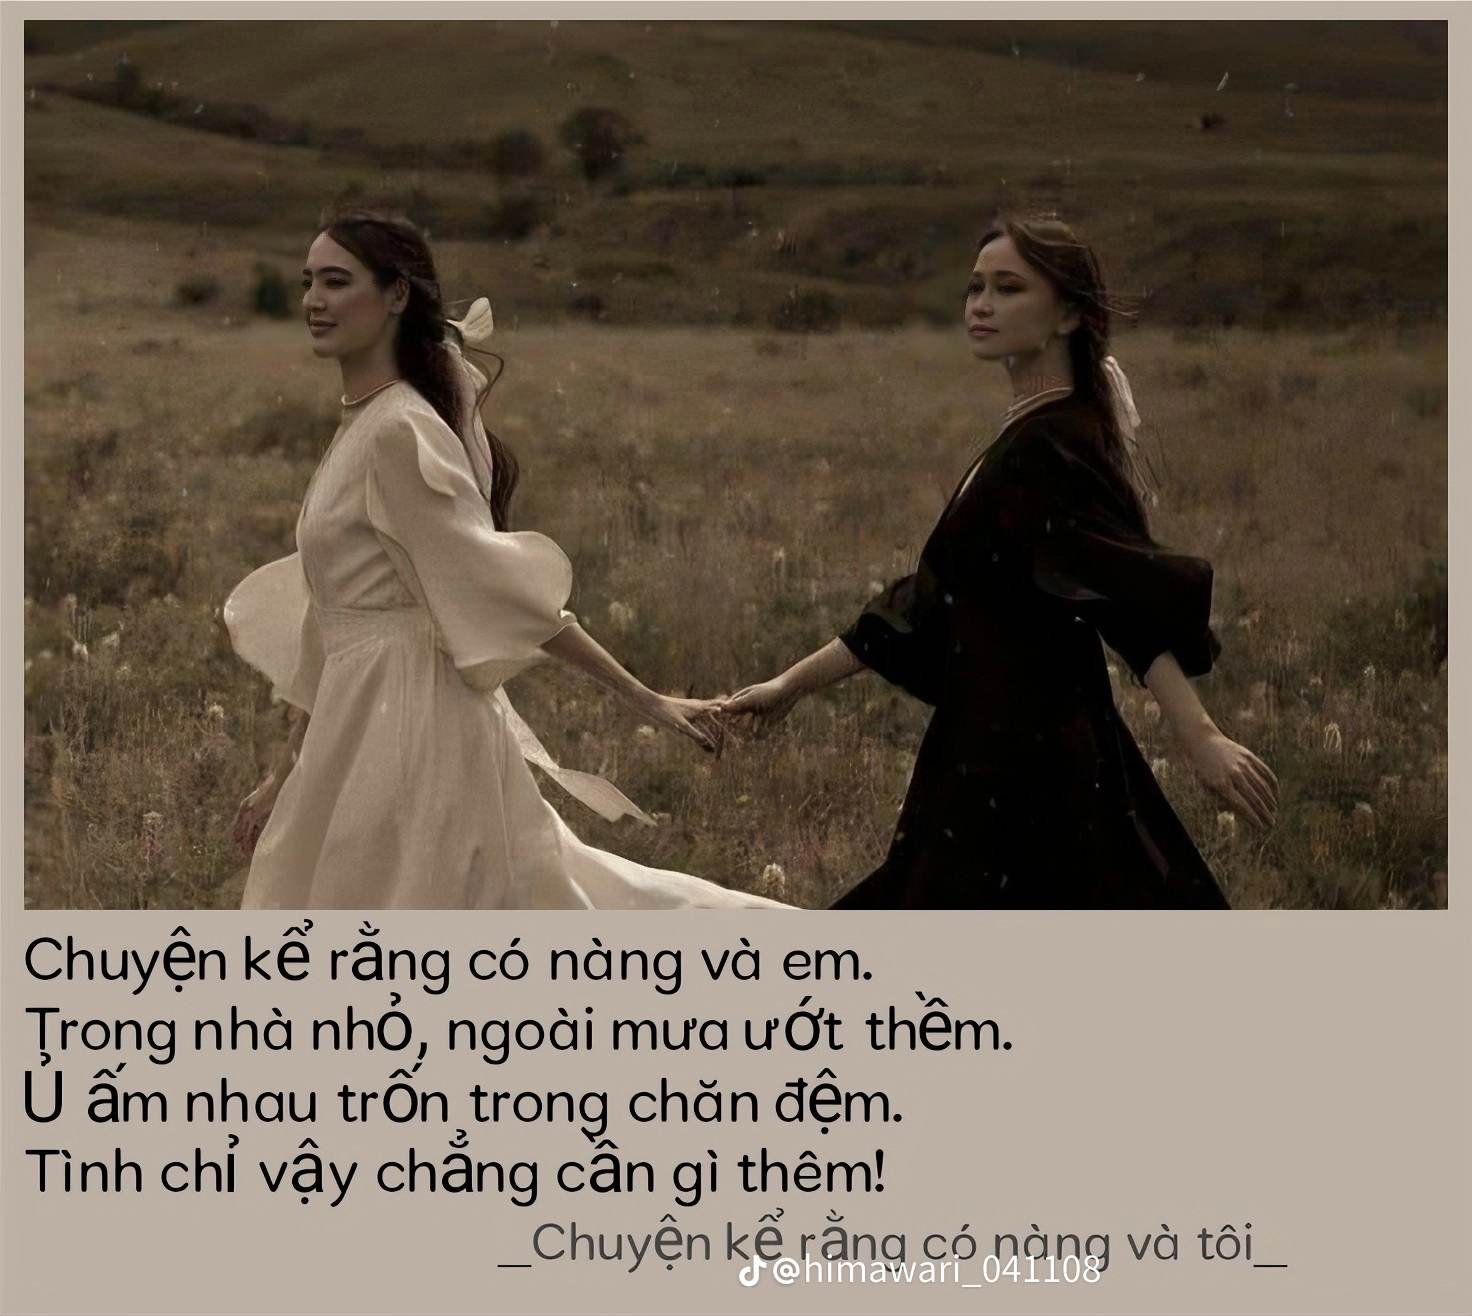 Chuyện kể rằng có nàng và em.
Trong nhà nhỏ, ngoài mưa ướt thềm.
Ủ ấm nhau trốn trong chăn đệm.
Tình chỉ vậy chẳng cần gì thêm!
_Chuyện kể rằng có nàng và tôi_
@himawari_041108